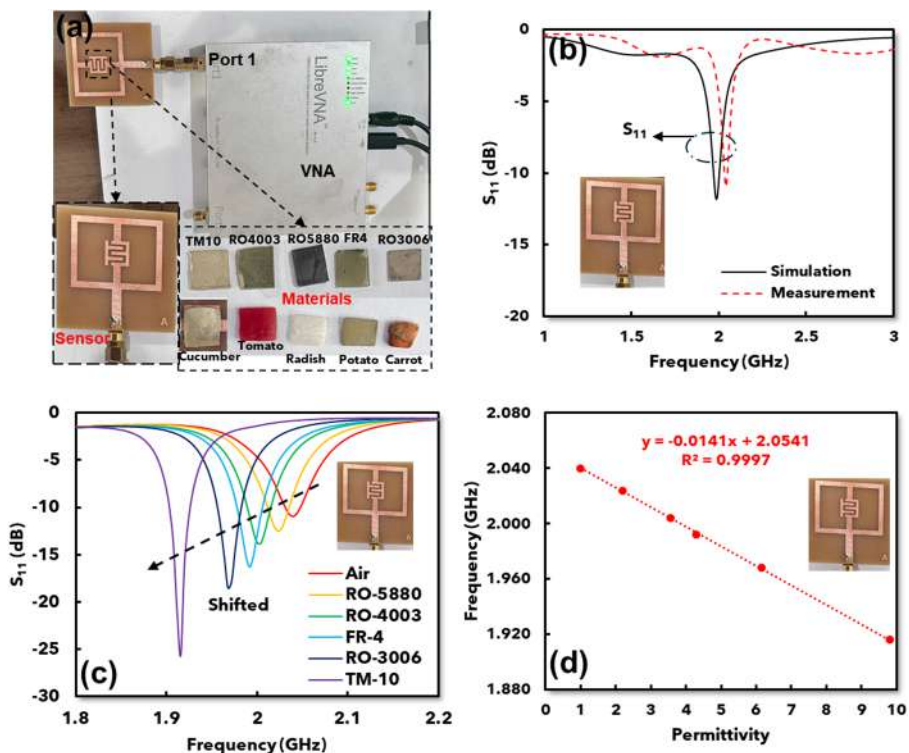 (a)
Port 1
LibreVNA
VNA
TM10 RO4003 RO5880 FR4 RO3006
Materials
Sensor
A
Cucumber Tomato Radish Potato Carrot
(b)
0
-5
-10
-15
-20
S11 (dB)
S11
Simulation
Measurement
1 1.5 2 2.5 3
Frequency (GHz)
(c)
0
-5
-10
-15
-20
-25
-30
S11 (dB)
Shifted
Air
RO-5880
RO-4003
FR-4
RO-3006
TM-10
1.8 1.9 2 2.1 2.2
Frequency (GHz)
(d)
2.080
2.040
2.000
1.960
1.920
1.880
Frequency (GHz)
y = -0.0141x + 2.0541
R² = 0.9997
0 1 2 3 4 5 6 7 8 9 10
Permittivity